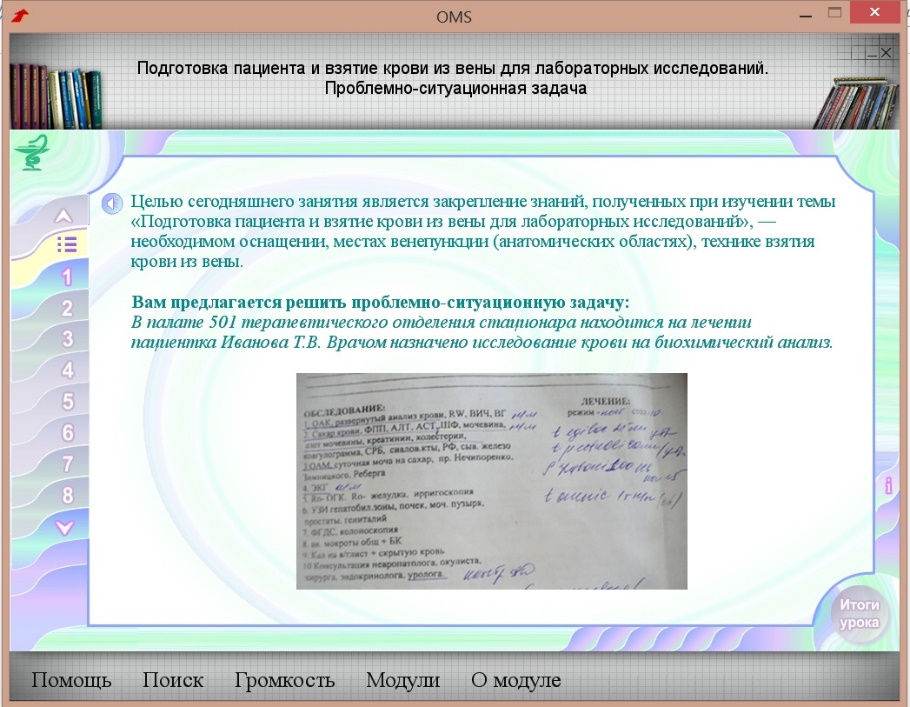 OMS
Подготовка пациента и взятие крови из вены для лабораторных исследований.
Проблемно-ситуационная задача
Целью сегодняшнего занятия является закрепление знаний, полученных при изучении темы
«Подготовка пациента и взятие крови из вены для лабораторных исследований», —
необходимом оснащении, местах венепункции (анатомических областях), технике взятия
крови из вены.
Вам предлагается решить проблемно-ситуационную задачу:
В палате 501 терапевтического отделения стационара находится на лечении
пациентка Иванова Т.В. Врачом назначено исследование крови на биохимический анализ.
1
2
3
4
5
6
7
8
ОБСЛЕДОВАНИЕ:
1. ОАК, развернутый анализ крови, RW, ВИЧ, ВГ
2. Сахар крови, ФПП, АЛТ, АСТ, ЩФ, мочевина,
азот мочевины, креатинин, холестерин,
коагулограмма, СРБ, сиалов.кты, РФ, сыв. железо
3.ОАМ, суточная моча на сахар, пр. Нечипоренко,
Зимницкого, Реберга
4. ЭКГ
5. Ro- ОГК, Ro- желудка, ирригоскопия
6. УЗИ гепатобил.зоны, почек, моч. пузыря,
простаты, гениталий
7. ФГДС, колоноскопия
8. ан. мокроты общ + БК
9. Кал на я/глист + скрытую кровь
10 Консультация невропатолога, окулиста,
хирурга, эндокринолога, уролога.
ЛЕЧЕНИЕ:
режим -
i
Итоги
урока
Помощь Поиск Громкость Модули О модуле